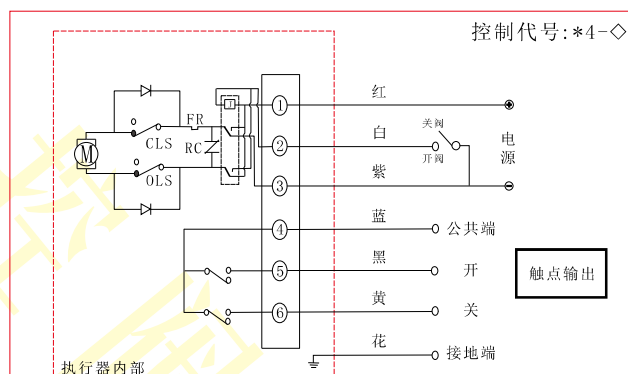 控制代号:*4-◇
红
白
紫
蓝
黑
黄
花
1
2
3
4
5
6
关阀
开阀
电源
公共端
开
关
接地端
触点输出
M
CLS
OLS
FR
RC
J
执行器内部